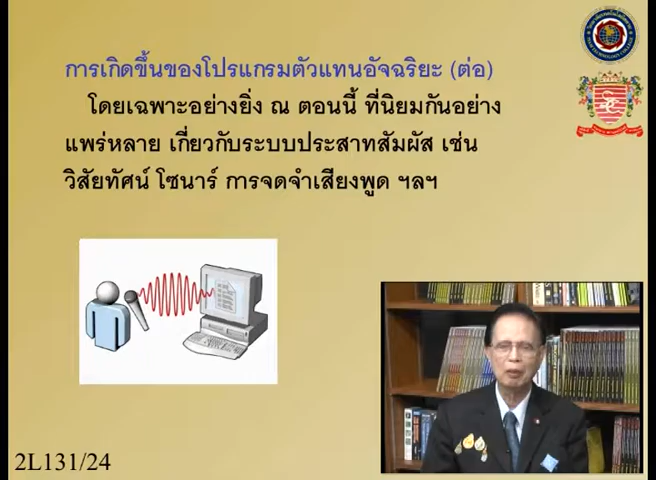 การเกิดขึ้นของโปรแกรมตัวแทนอัจฉริยะ (ต่อ)
โดยเฉพาะอย่างยิ่ง ณ ตอนนี้ ที่นิยมกันอย่าง
แพร่หลาย เกี่ยวกับระบบประสาทสัมผัส เช่น
วิสัยทัศน์ โซนาร์ การจดจำเสียงพูด ฯลฯ
2L131/24